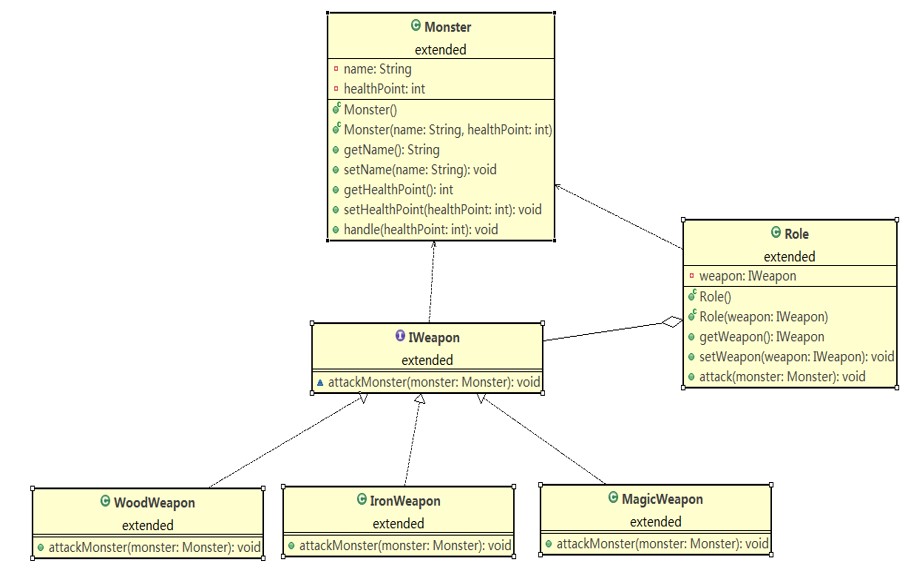 Monster
extended
name: String
healthPoint: int
Monster()
Monster(name: String, healthPoint: int)
getName(): String
setName(name: String): void
getHealthPoint(): int
setHealthPoint(healthPoint: int): void
handle(healthPoint: int): void
Role
extended
weapon: IWeapon
Role()
Role(weapon: IWeapon)
getWeapon(): IWeapon
setWeapon(weapon: IWeapon): void
attack(monster: Monster): void
IWeapon
extended
attackMonster(monster: Monster): void
WoodWeapon
extended
attackMonster(monster: Monster): void
IronWeapon
extended
attackMonster(monster: Monster): void
MagicWeapon
extended
attackMonster(monster: Monster): void